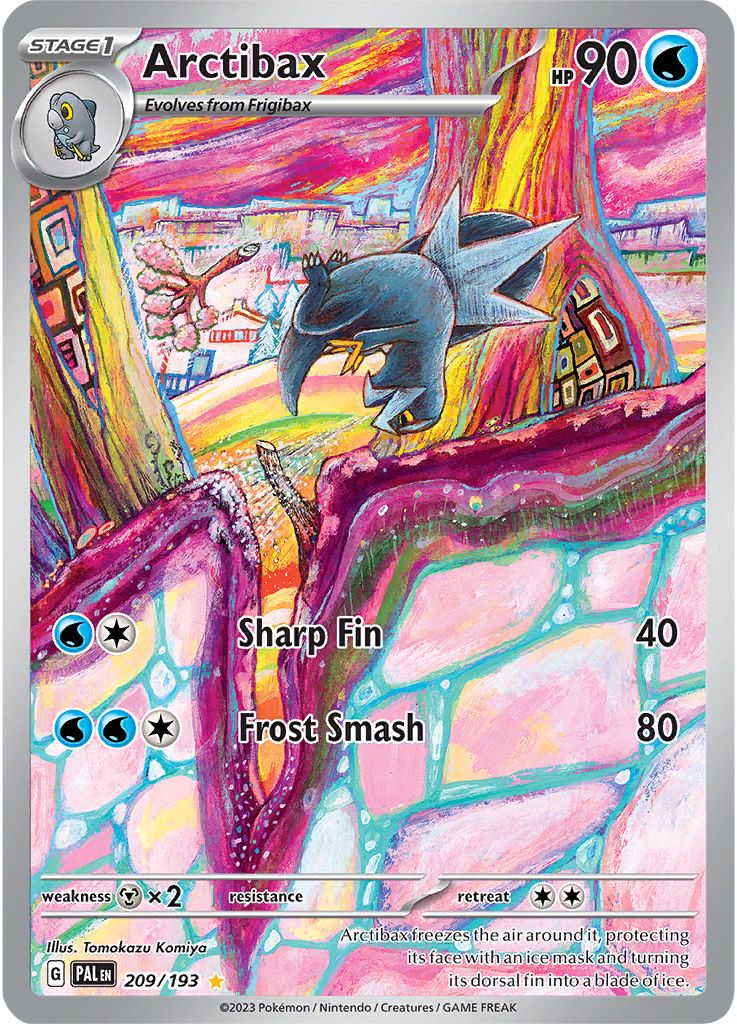 STAGE1 Arctibax HP 90
Evolves from Frigibax
Sharp Fin 40
Frost Smash 80
weakness ×2 resistance retreat
Illus. Tomokazu Komiya
Arctibax freezes the air around it, protecting
its face with an ice mask and turning
its dorsal fin into a blade of ice.
G PAL EN 209/193
©2023 Pokémon / Nintendo / Creatures / GAME FREAK